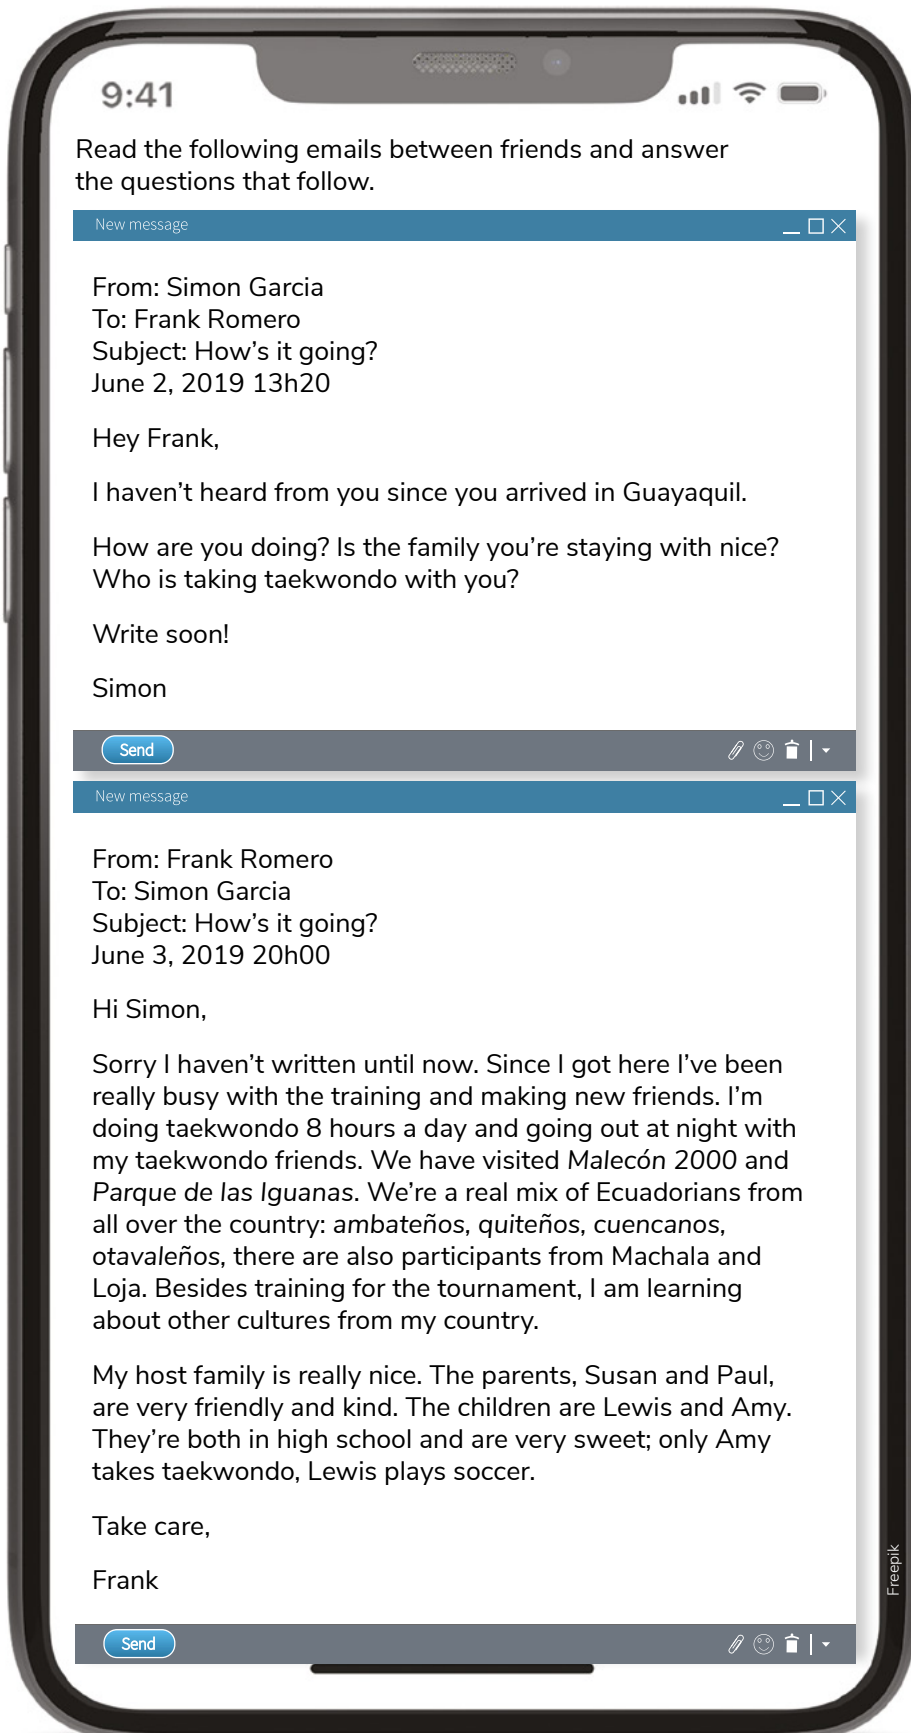 9:41
Read the following emails between friends and answer
the questions that follow.
New message
From: Simon Garcia
To: Frank Romero
Subject: How’s it going?
June 2, 2019 13h20
Hey Frank,
I haven’t heard from you since you arrived in Guayaquil.
How are you doing? Is the family you’re staying with nice?
Who is taking taekwondo with you?
Write soon!
Simon
Send
New message
From: Frank Romero
To: Simon Garcia
Subject: How’s it going?
June 3, 2019 20h00
Hi Simon,
Sorry I haven’t written until now. Since I got here I’ve been
really busy with the training and making new friends. I’m
doing taekwondo 8 hours a day and going out at night with
my taekwondo friends. We have visited Malecón 2000 and
Parque de las Iguanas. We’re a real mix of Ecuadorians from
all over the country: ambateños, quiteños, cuencanos,
otavaleños, there are also participants from Machala and
Loja. Besides training for the tournament, I am learning
about other cultures from my country.
My host family is really nice. The parents, Susan and Paul,
are very friendly and kind. The children are Lewis and Amy.
They’re both in high school and are very sweet; only Amy
takes taekwondo, Lewis plays soccer.
Take care,
Frank
Send
Freepik